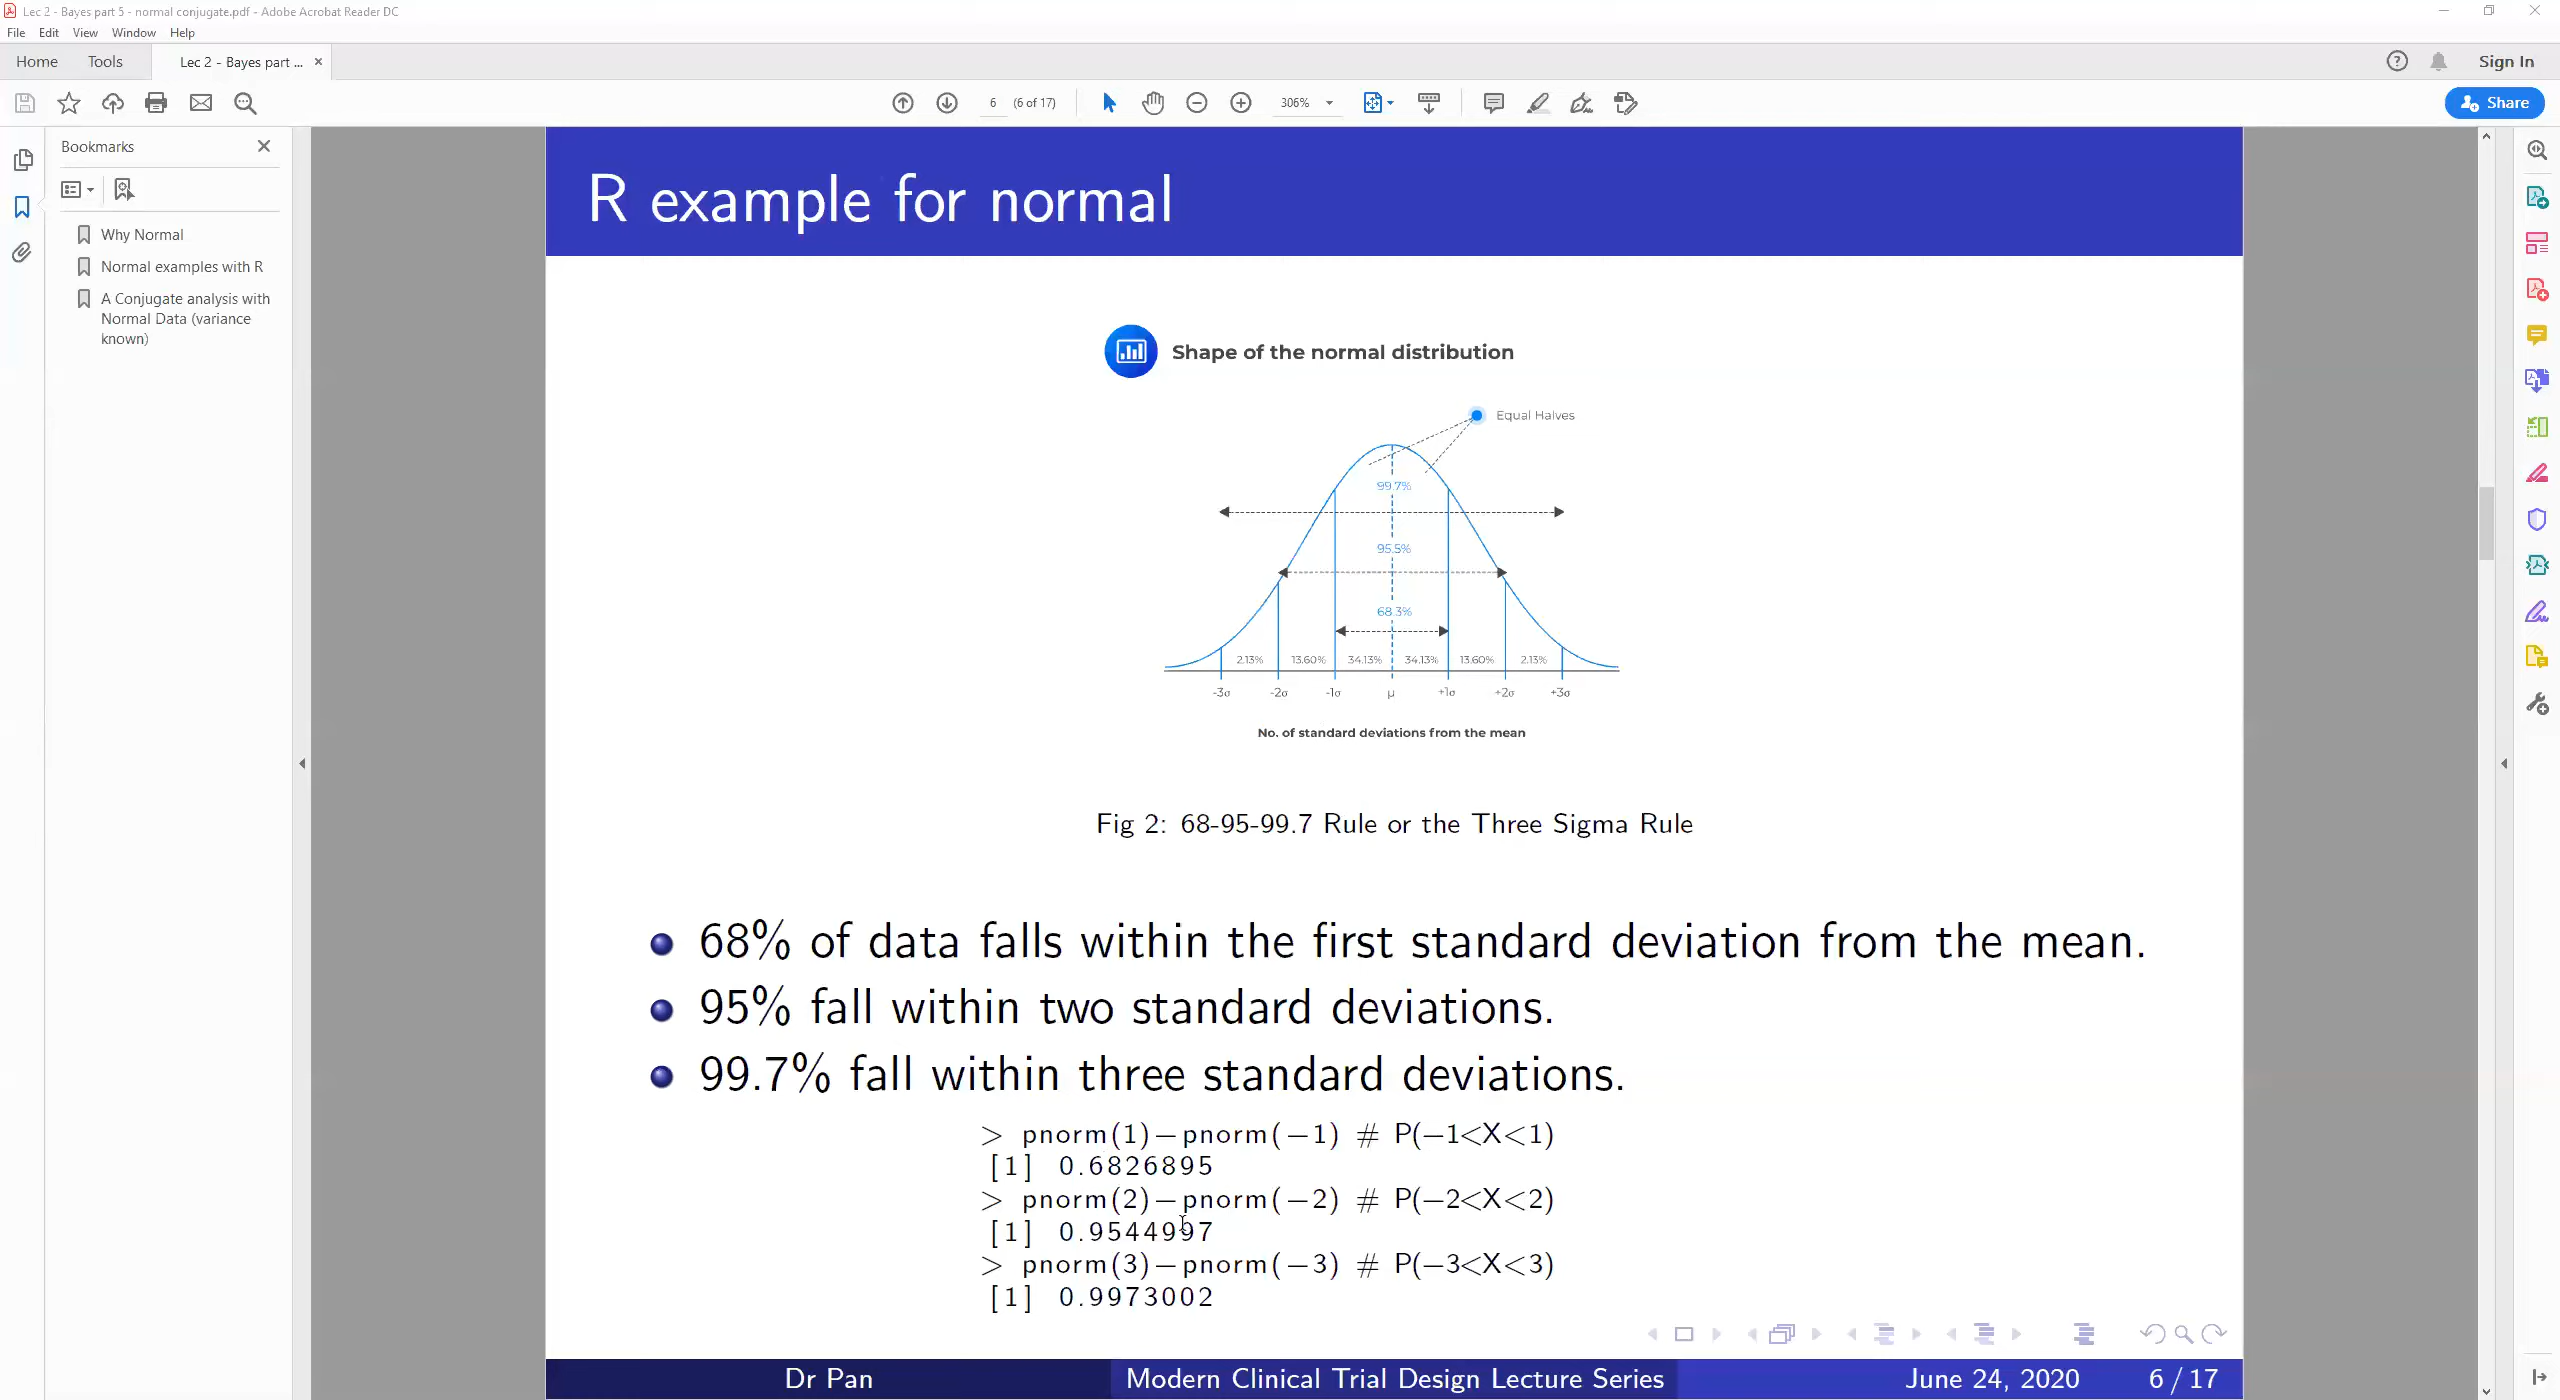 Lec 2 - Bayes part 5 - normal conjugate.pdf - Adobe Acrobat Reader DC
File Edit View Window Help
Home Tools Lec 2 - Bayes part ... × Sign In
6 (6 of 17) 306% Share
Bookmarks
Why Normal
Normal examples with R
A Conjugate analysis with
Normal Data (variance
known)
R example for normal
Shape of the normal distribution
Equal Halves
99.7%
95.5%
68.3%
2.13% 13.60% 34.13% 34.13% 13.60% 2.13%
-3σ -2σ -1σ μ +1σ +2σ +3σ
No. of standard deviations from the mean
Fig 2: 68-95-99.7 Rule or the Three Sigma Rule
68% of data falls within the first standard deviation from the mean.
95% fall within two standard deviations.
99.7% fall within three standard deviations.
> pnorm(1)−pnorm(−1) # P(−1<X<1)
[1] 0.6826895
> pnorm(2)−pnorm(−2) # P(−2<X<2)
[1] 0.9544997
> pnorm(3)−pnorm(−3) # P(−3<X<3)
[1] 0.9973002
Dr Pan Modern Clinical Trial Design Lecture Series June 24, 2020 6 / 17